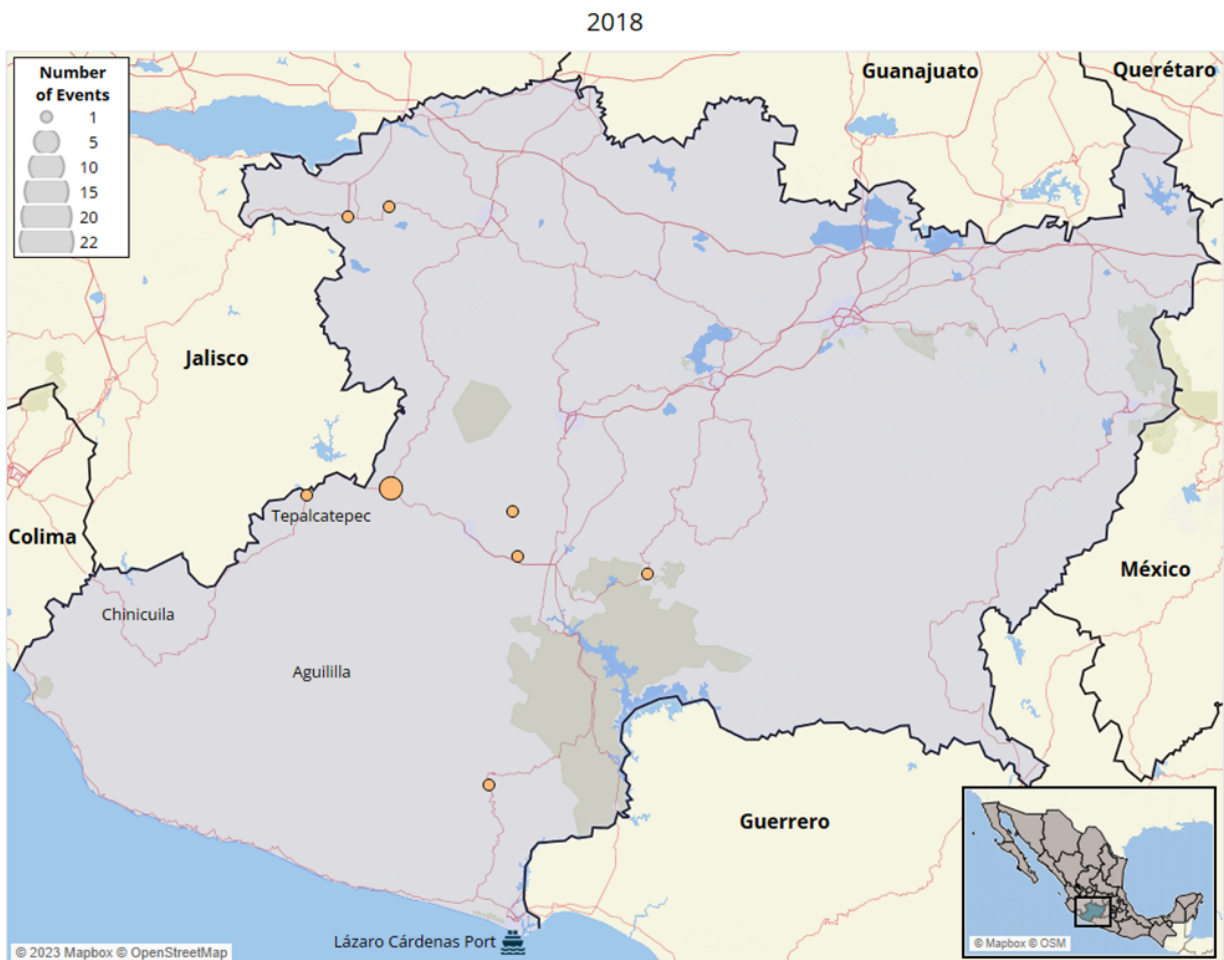 2018
Number
of Events
1
5
10
15
20
22
Guanajuato
Querétaro
Jalisco
Colima
Tepalcatepec
México
Chinicuila
Aguililla
Guerrero
Lázaro Cárdenas Port
© 2023 Mapbox © OpenStreetMap
© Mapbox © OSM